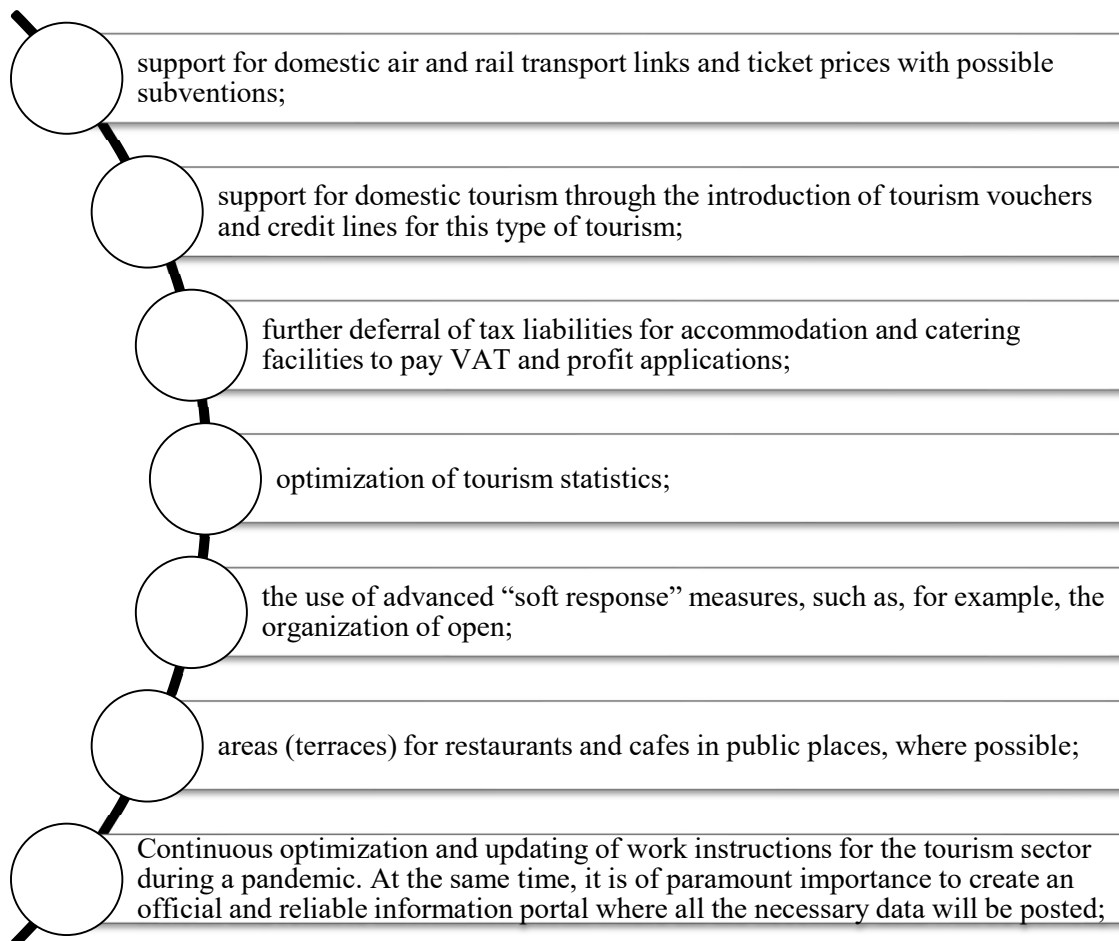 support for domestic air and rail transport links and ticket prices with possible
subventions;
support for domestic tourism through the introduction of tourism vouchers
and credit lines for this type of tourism;
further deferral of tax liabilities for accommodation and catering
facilities to pay VAT and profit applications;
optimization of tourism statistics;
the use of advanced “soft response” measures, such as, for example, the
organization of open;
areas (terraces) for restaurants and cafes in public places, where possible;
Continuous optimization and updating of work instructions for the tourism sector
during a pandemic. At the same time, it is of paramount importance to create an
official and reliable information portal where all the necessary data will be posted;